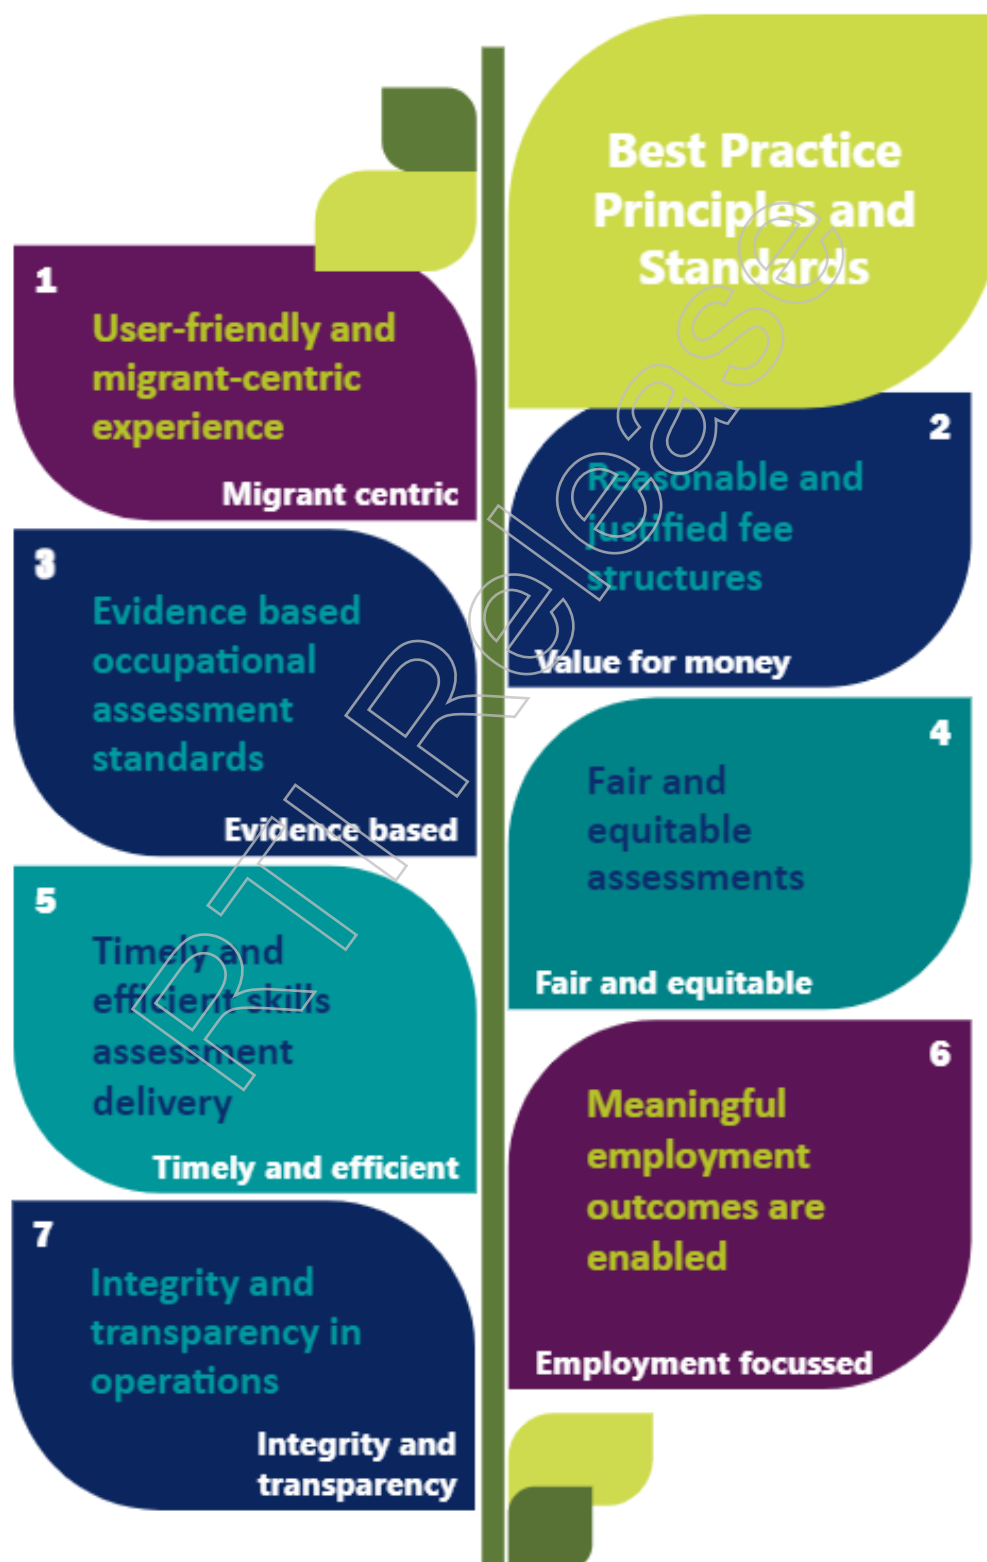 Best Practice
Principles and
Standards
1
User-friendly and
migrant-centric
experience
Migrant centric
2
Reasonable and
justified fee
structures
Value for money
3
Evidence based
occupational
assessment
standards
Evidence based
4
Fair and
equitable
assessments
Fair and equitable
5
Timely and
efficient skills
assessment
delivery
Timely and efficient
6
Meaningful
employment
outcomes are
enabled
Employment focussed
7
Integrity and
transparency in
operations
Integrity and
transparency
RTI Release